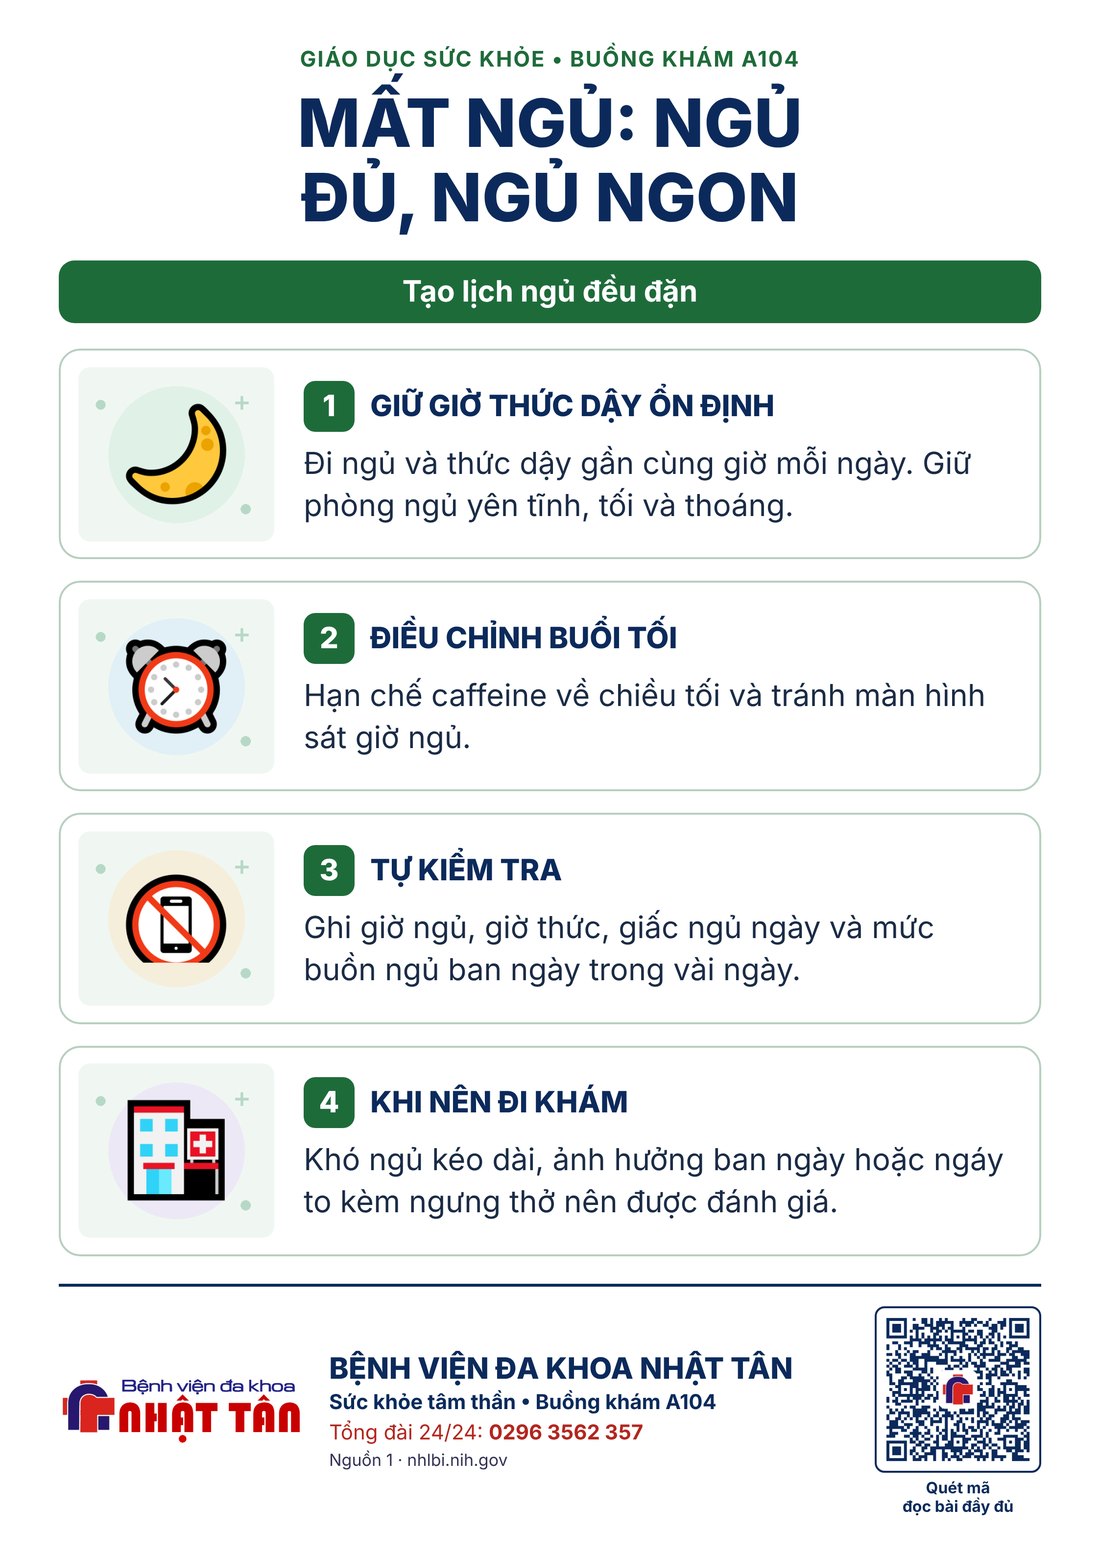 GIÁO DỤC SỨC KHỎE • BUỒNG KHÁM A104
MẤT NGỦ: NGỦ
ĐỦ, NGỦ NGON
Tạo lịch ngủ đều đặn
1 GIỮ GIỜ THỨC DẬY ỔN ĐỊNH
Đi ngủ và thức dậy gần cùng giờ mỗi ngày. Giữ
phòng ngủ yên tĩnh, tối và thoáng.
2 ĐIỀU CHỈNH BUỔI TỐI
Hạn chế caffeine về chiều tối và tránh màn hình
sát giờ ngủ.
3 TỰ KIỂM TRA
Ghi giờ ngủ, giờ thức, giấc ngủ ngày và mức
buồn ngủ ban ngày trong vài ngày.
4 KHI NÊN ĐI KHÁM
Khó ngủ kéo dài, ảnh hưởng ban ngày hoặc ngáy
to kèm ngưng thở nên được đánh giá.
Bệnh viện đa khoa
NHẬT TÂN
BỆNH VIỆN ĐA KHOA NHẬT TÂN
Sức khỏe tâm thần • Buồng khám A104
Tổng đài 24/24: 0296 3562 357
Nguồn 1 · nhlbi.nih.gov
Quét mã
đọc bài đầy đủ